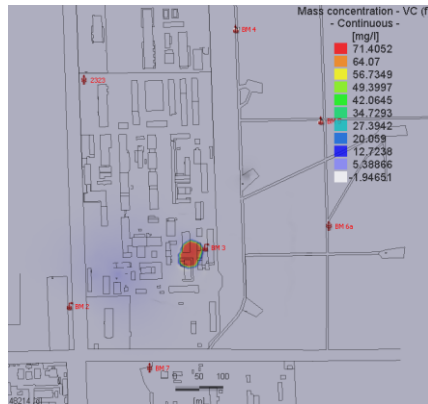 Mass concentration - VC (f
- Continuous -
[mg/l]
71.4052
64.07
56.7349
49.3997
42.0645
34.7293
27.3942
20.059
12.7238
5.38866
-1.94651
BM 4
2323
BM 6a
BM 3
BM 2
BM 7
0 50 100
[m]